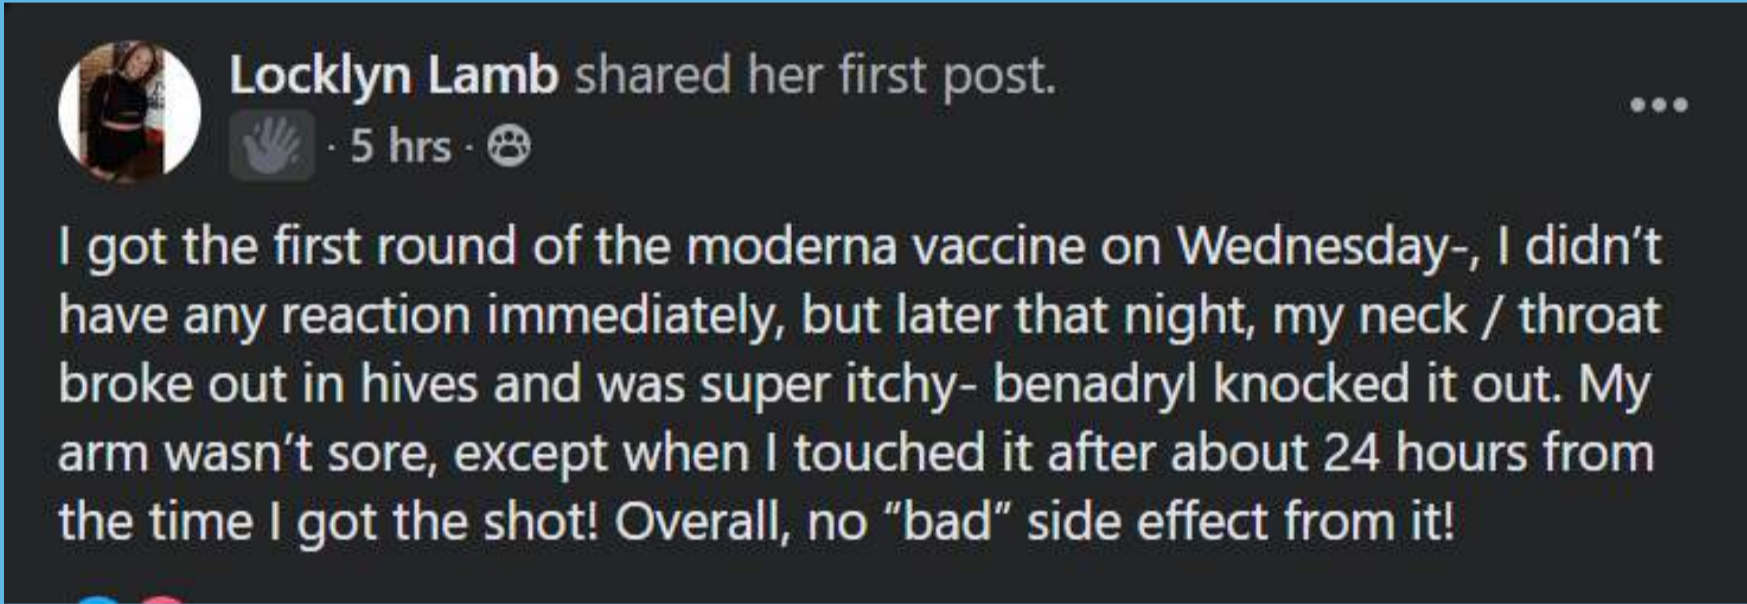 Locklyn Lamb shared her first post.
· 5 hrs ·
I got the first round of the moderna vaccine on Wednesday-, I didn't
have any reaction immediately, but later that night, my neck / throat
broke out in hives and was super itchy- benadryl knocked it out. My
arm wasn't sore, except when I touched it after about 24 hours from
the time I got the shot! Overall, no "bad" side effect from it!